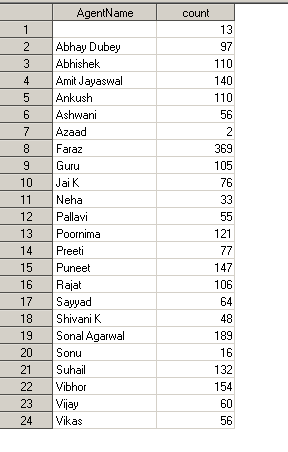 AgentName count
1 13
2 Abhay Dubey 97
3 Abhishek 110
4 Amit Jayaswal 140
5 Ankush 110
6 Ashwani 56
7 Azaad 2
8 Faraz 369
9 Guru 105
10 Jai K 76
11 Neha 33
12 Pallavi 55
13 Poornima 121
14 Preeti 77
15 Puneet 147
16 Rajat 106
17 Sayyad 64
18 Shivani K 48
19 Sonal Agarwal 189
20 Sonu 16
21 Suhail 132
22 Vibhor 154
23 Vijay 60
24 Vikas 56